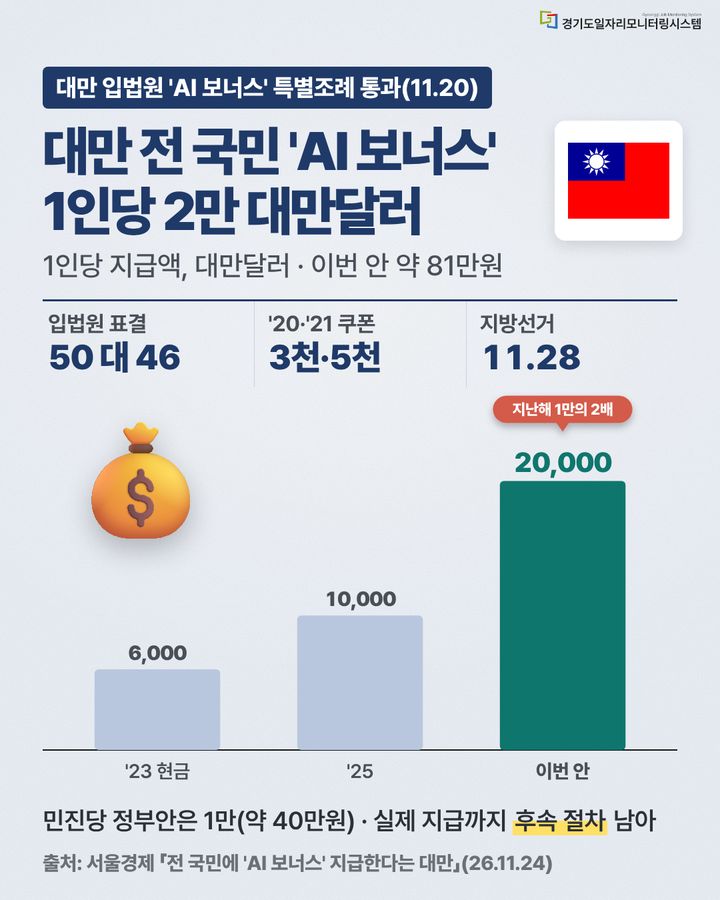 경기도일자리모니터링시스템
대만 입법원 'AI 보너스' 특별조례 통과(11.20)
대만 전 국민 'AI 보너스'
1인당 2만 대만달러
1인당 지급액, 대만달러 · 이번 안 약 81만원
입법원 표결
50 대 46
'20·'21 쿠폰
3천·5천
지방선거
11.28
지난해 1만의 2배
20,000
10,000
6,000
'23 현금
'25
이번 안
민진당 정부안은 1만(약 40만원) · 실제 지급까지 후속 절차 남아
출처: 서울경제 『전 국민에 'AI 보너스' 지급한다는 대만』(26.11.24)